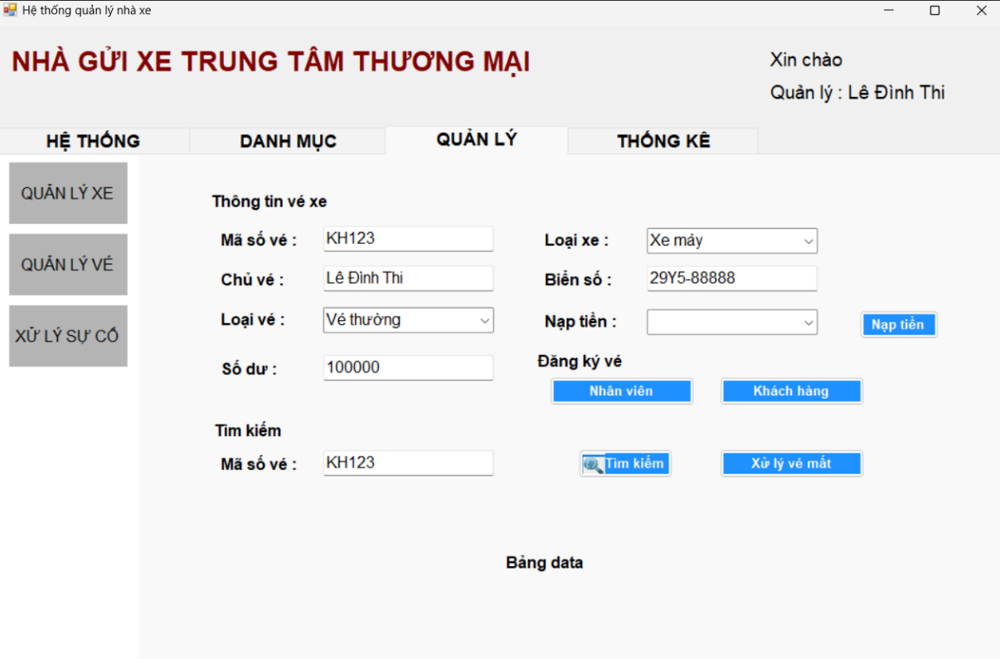 Hệ thống quản lý nhà xe
NHÀ GỬI XE TRUNG TÂM THƯƠNG MẠI
Xin chào
Quản lý : Lê Đình Thi
HỆ THỐNG DANH MỤC QUẢN LÝ THỐNG KÊ
QUẢN LÝ XE
QUẢN LÝ VÉ
XỬ LÝ SỰ CỐ
Thông tin vé xe
Mã số vé : KH123 Loại xe : Xe máy
Chủ vé : Lê Đình Thi Biển số : 29Y5-88888
Loại vé : Vé thường Nạp tiền : Nạp tiền
Số dư : 100000 Đăng ký vé
Nhân viên Khách hàng
Tìm kiếm
Mã số vé : KH123 Tìm kiếm Xử lý vé mất
Bảng data